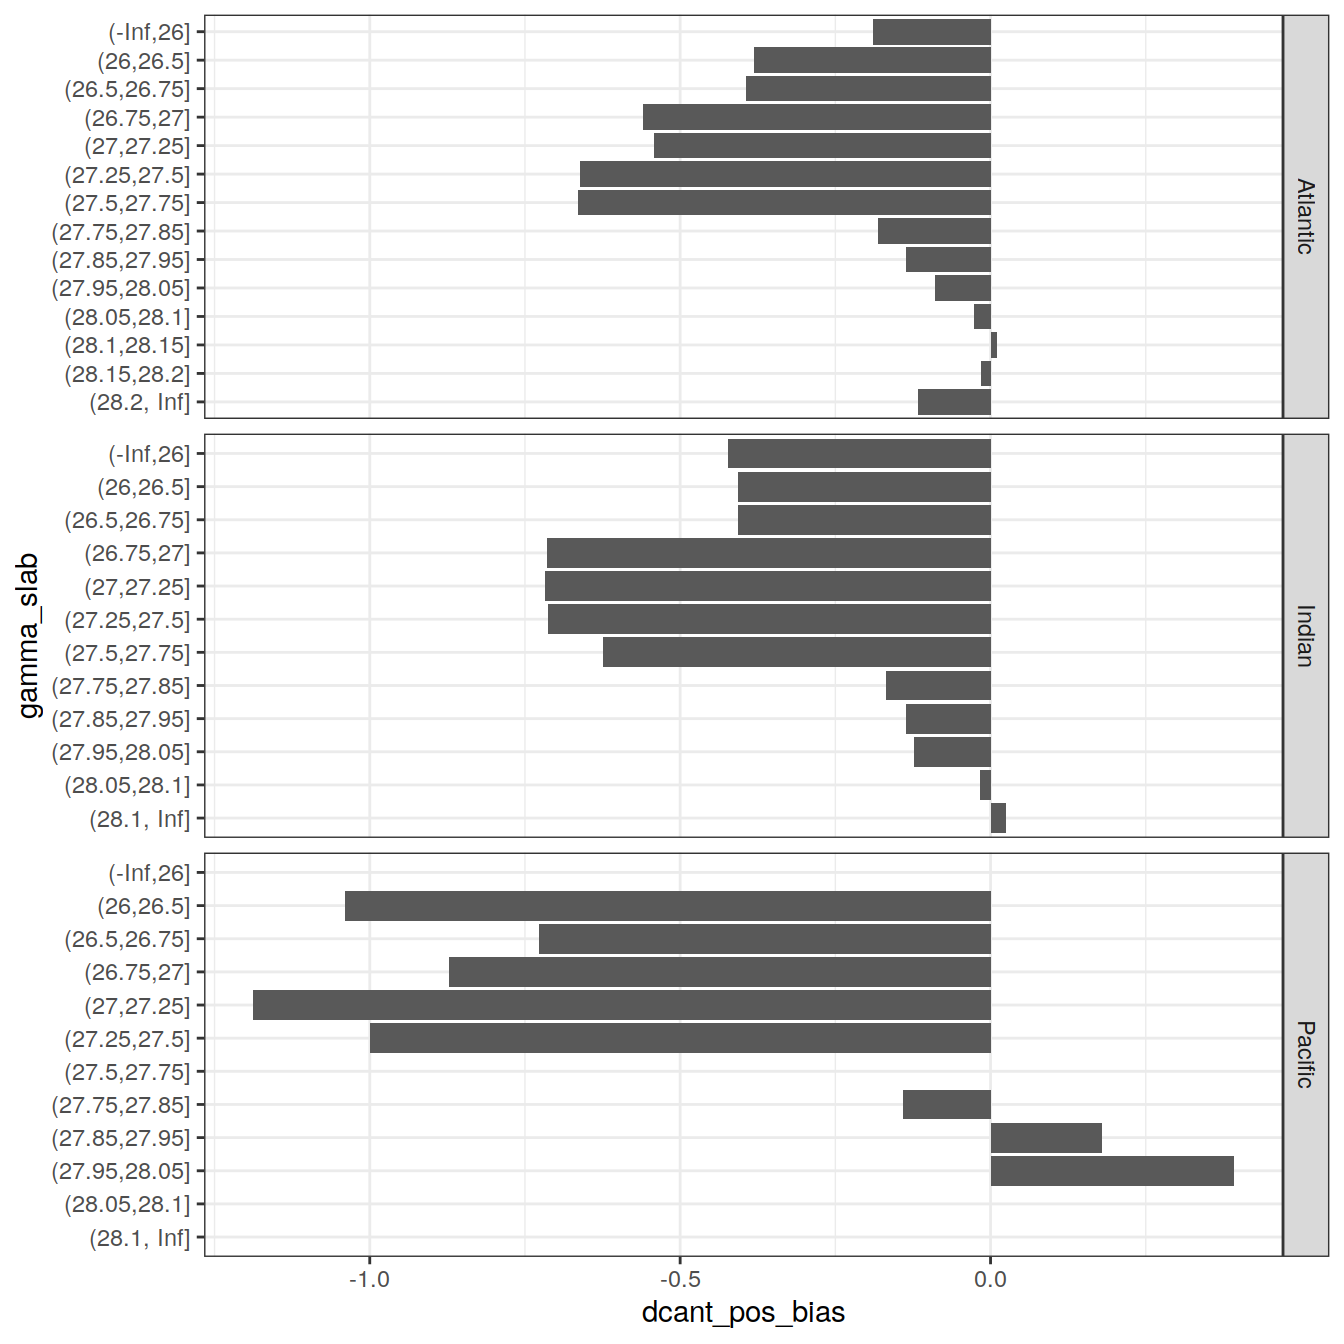 (-Inf,26]
(26,26.5]
(26.5,26.75]
(26.75,27]
(27,27.25]
(27.25,27.5]
(27.5,27.75]
(27.75,27.85]
(27.85,27.95]
(27.95,28.05]
(28.05,28.1]
(28.1,28.15]
(28.15,28.2]
(28.2, Inf]
Atlantic
(-Inf,26]
(26,26.5]
(26.5,26.75]
(26.75,27]
(27,27.25]
(27.25,27.5]
(27.5,27.75]
(27.75,27.85]
(27.85,27.95]
(27.95,28.05]
(28.05,28.1]
(28.1, Inf]
Indian
gamma_slab
(-Inf,26]
(26,26.5]
(26.5,26.75]
(26.75,27]
(27,27.25]
(27.25,27.5]
(27.5,27.75]
(27.75,27.85]
(27.85,27.95]
(27.95,28.05]
(28.05,28.1]
(28.1, Inf]
Pacific
-1.0 -0.5 0.0
dcant_pos_bias